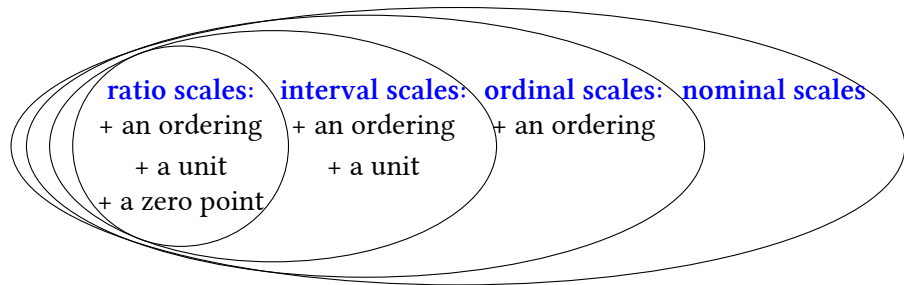 ratio scales: interval scales: ordinal scales: nominal scales
+ an ordering + an ordering + an ordering
+ a unit + a unit
+ a zero point